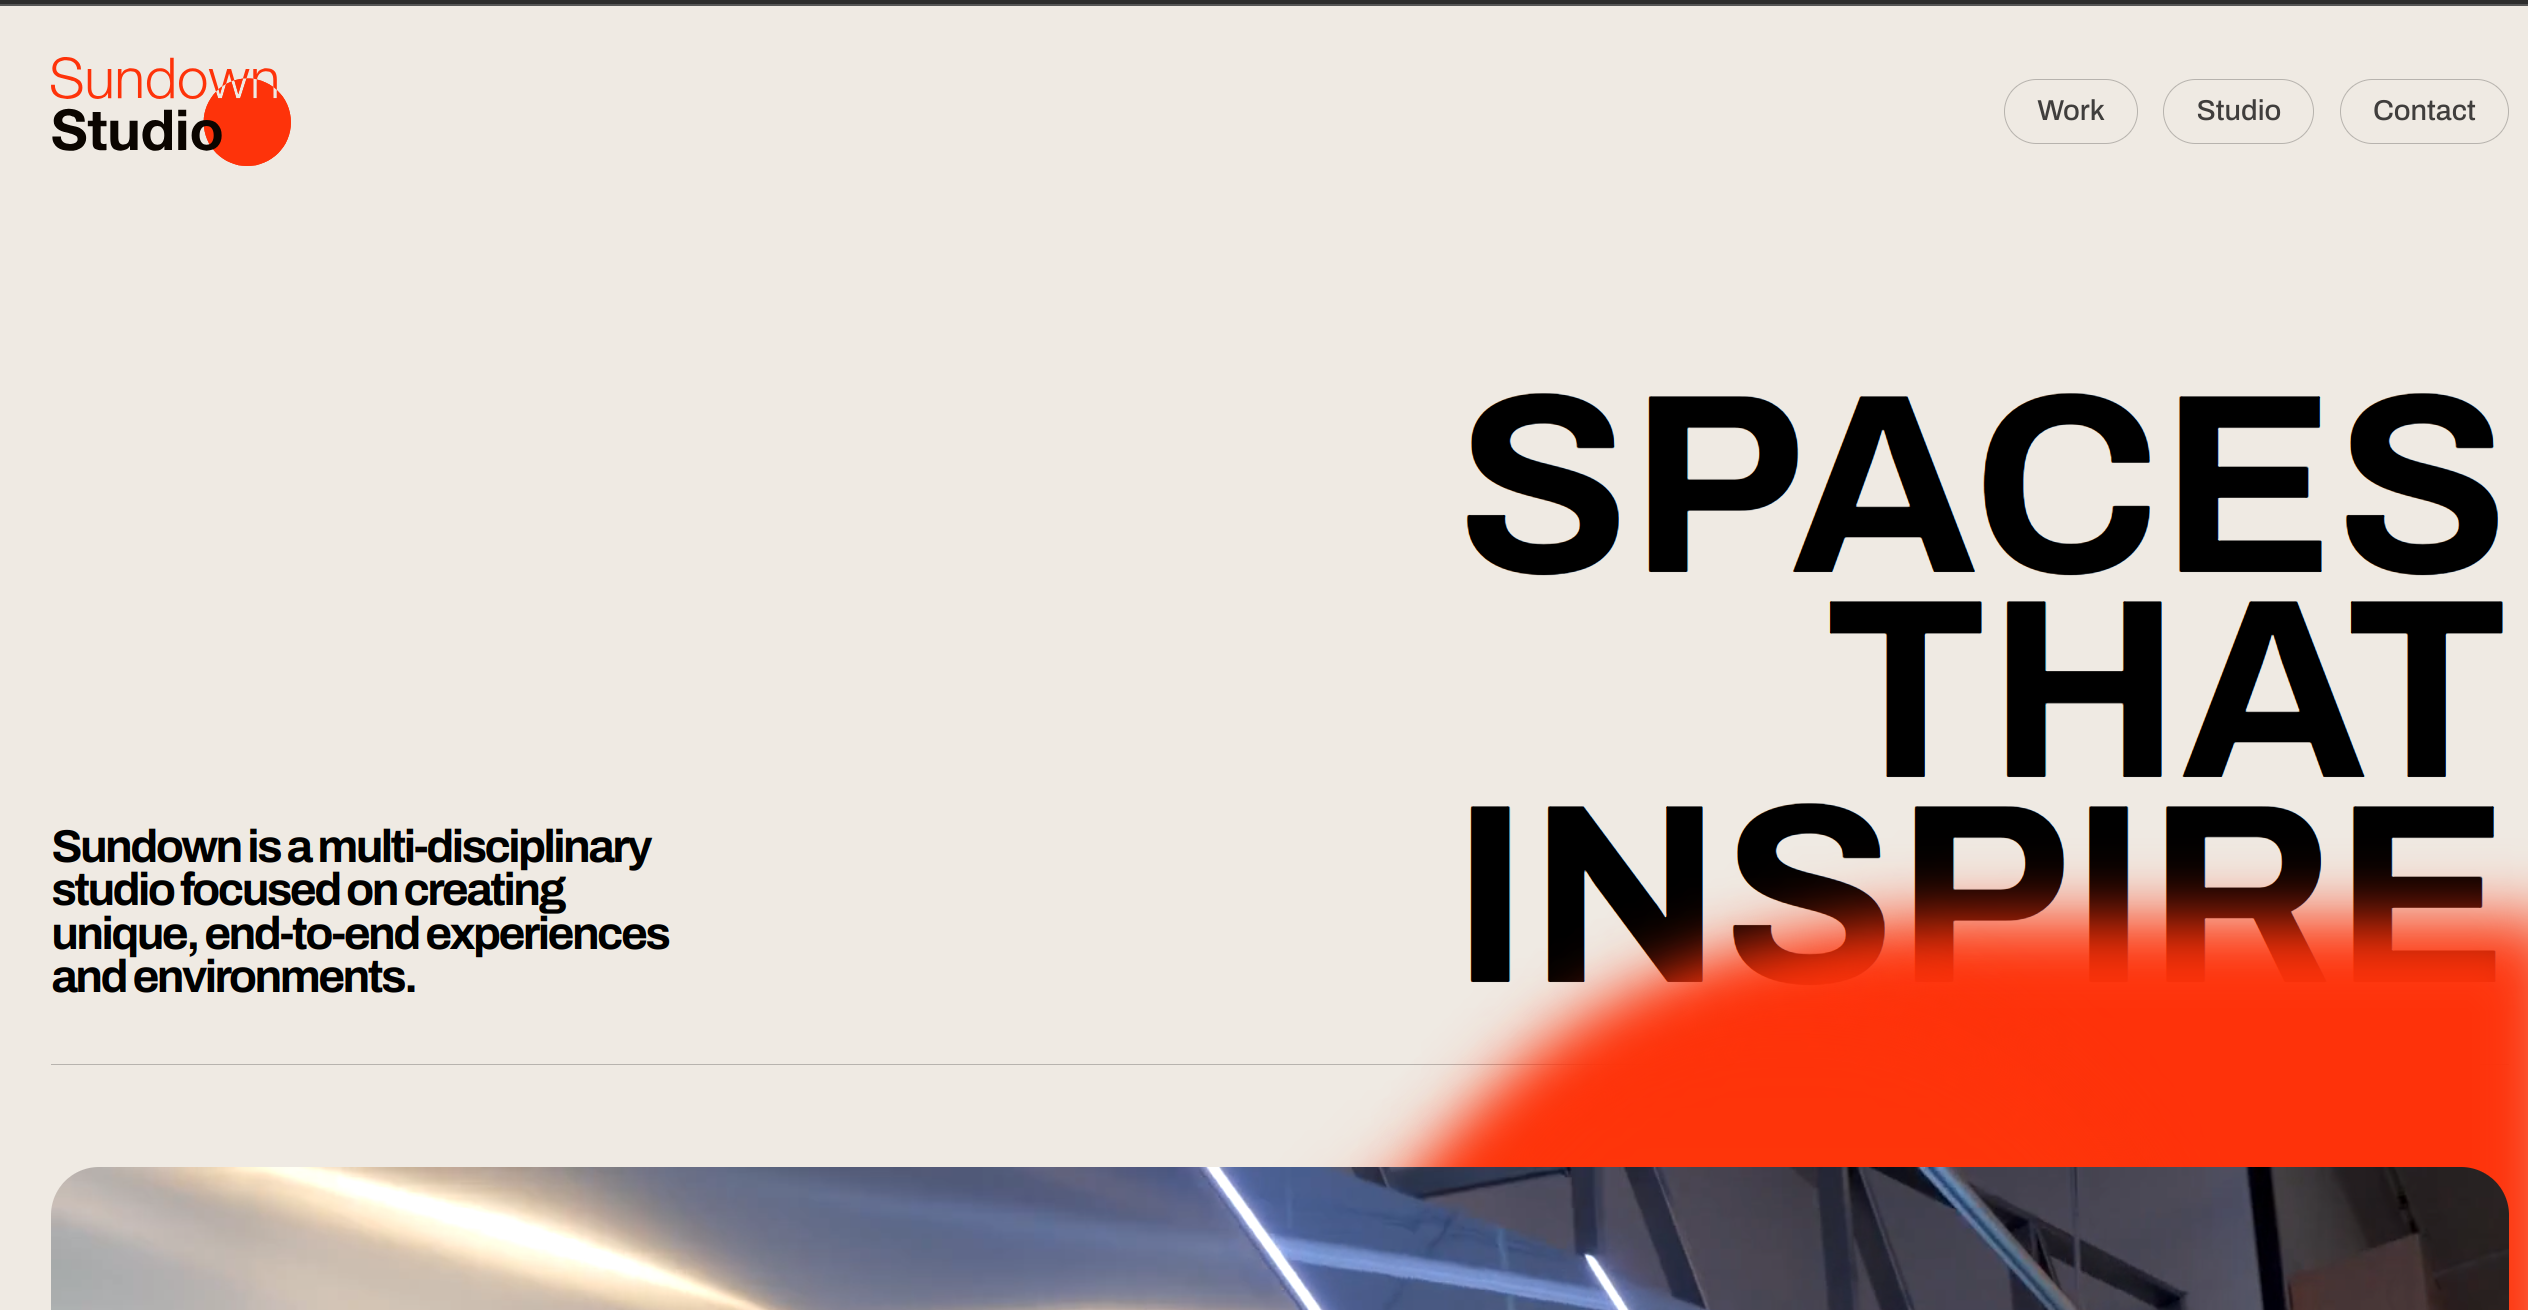 Sundown
Studio
Work
Studio
Contact
SPACES
THAT
INSPIRE
Sundown is a multi-disciplinary
studio focused on creating
unique, end-to-end experiences
and environments.